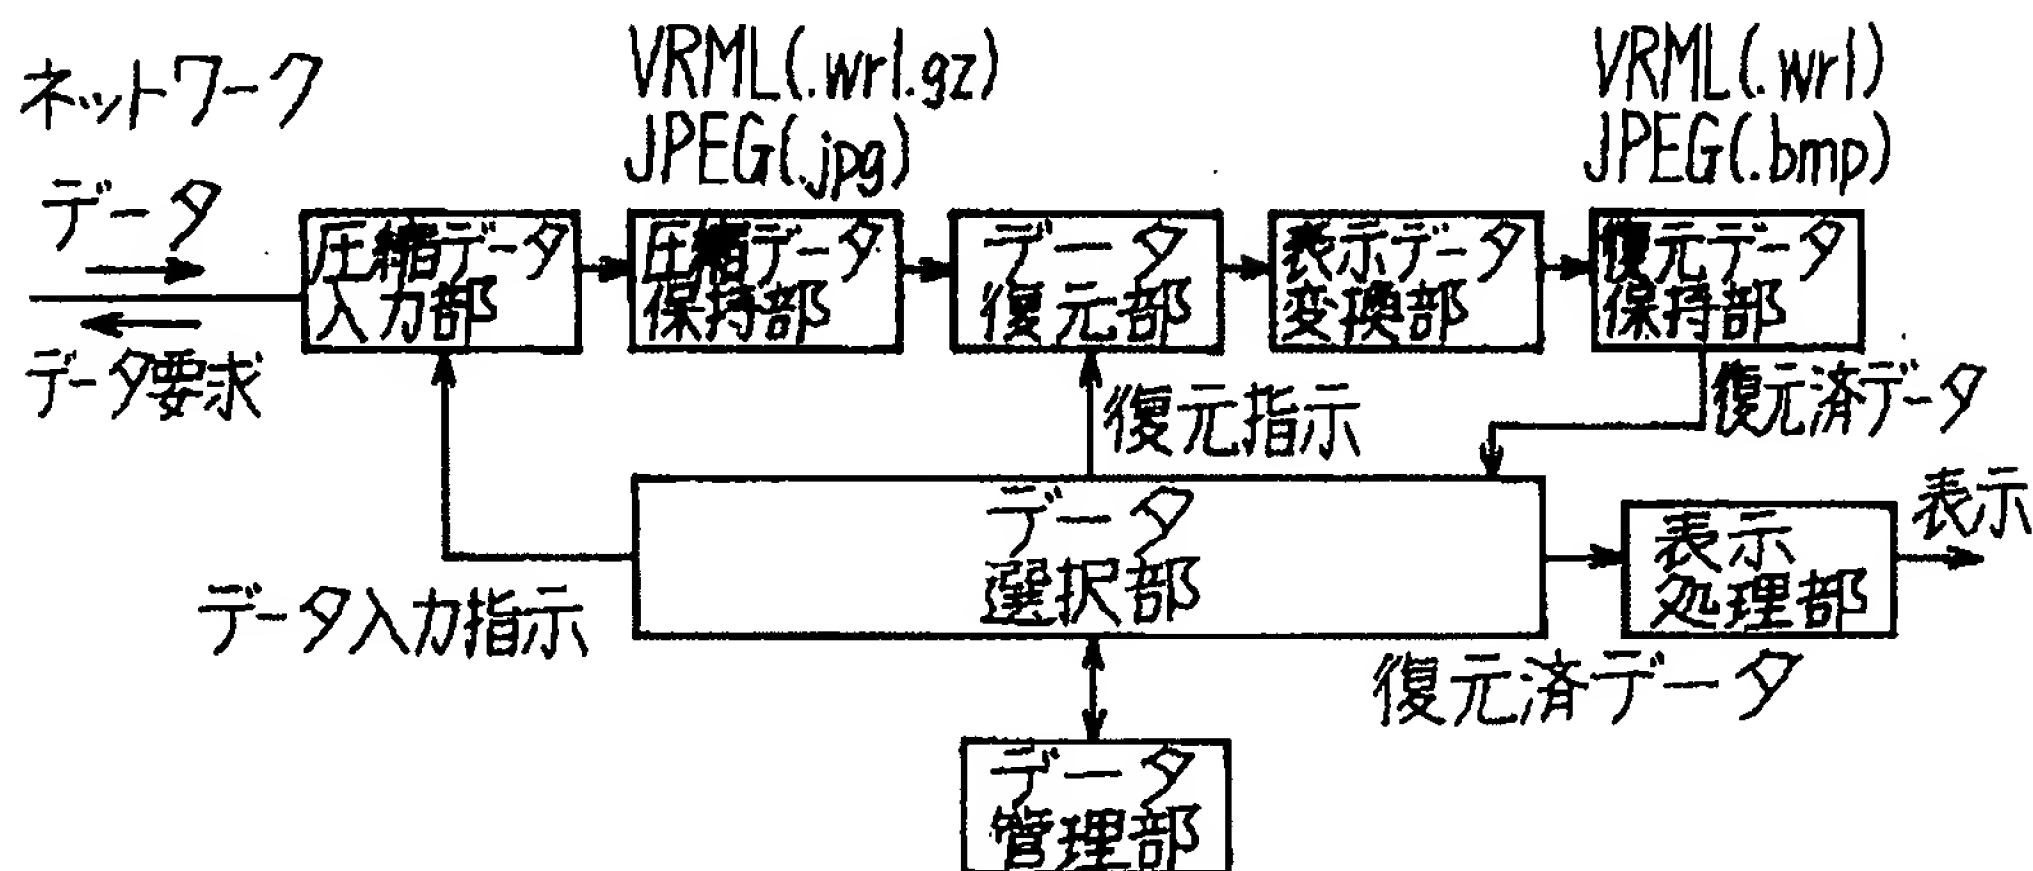 ネットワーク
VRML(.wrl.gz)
JPEG(.jpg)
VRML(.wrl)
JPEG(.bmp)
データ
データ要求
圧縮データ
入力部
圧縮データ
保持部
データ
復元部
表示データ
変換部
復元データ
保持部
復元指示
復元済データ
データ入力指示
データ
選択部
表示
処理部
表示
復元済データ
データ
管理部